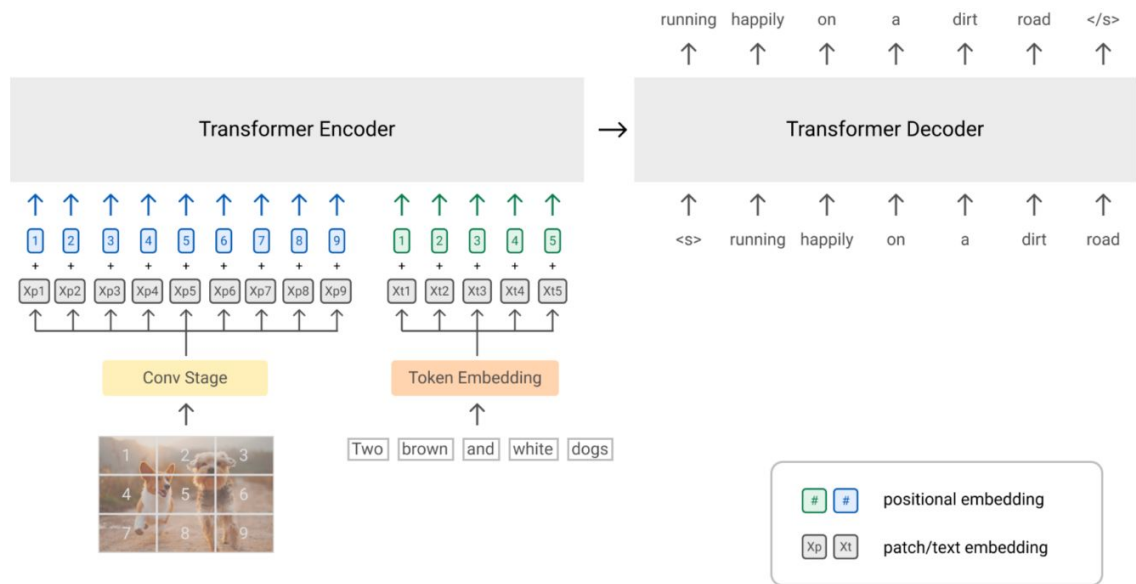 running happily on a dirt road </s>
Transformer Encoder
Transformer Decoder
1 2 3 4 5 6 7 8 9
1 2 3 4 5
+ + + + + + + + +
+ + + + +
Xp1 Xp2 Xp3 Xp4 Xp5 Xp6 Xp7 Xp8 Xp9
Xt1 Xt2 Xt3 Xt4 Xt5
<s> running happily on a dirt road
Conv Stage
Token Embedding
Two brown and white dogs
1 2 3
4 5 6
7 8 9
# # positional embedding
Xp Xt patch/text embedding